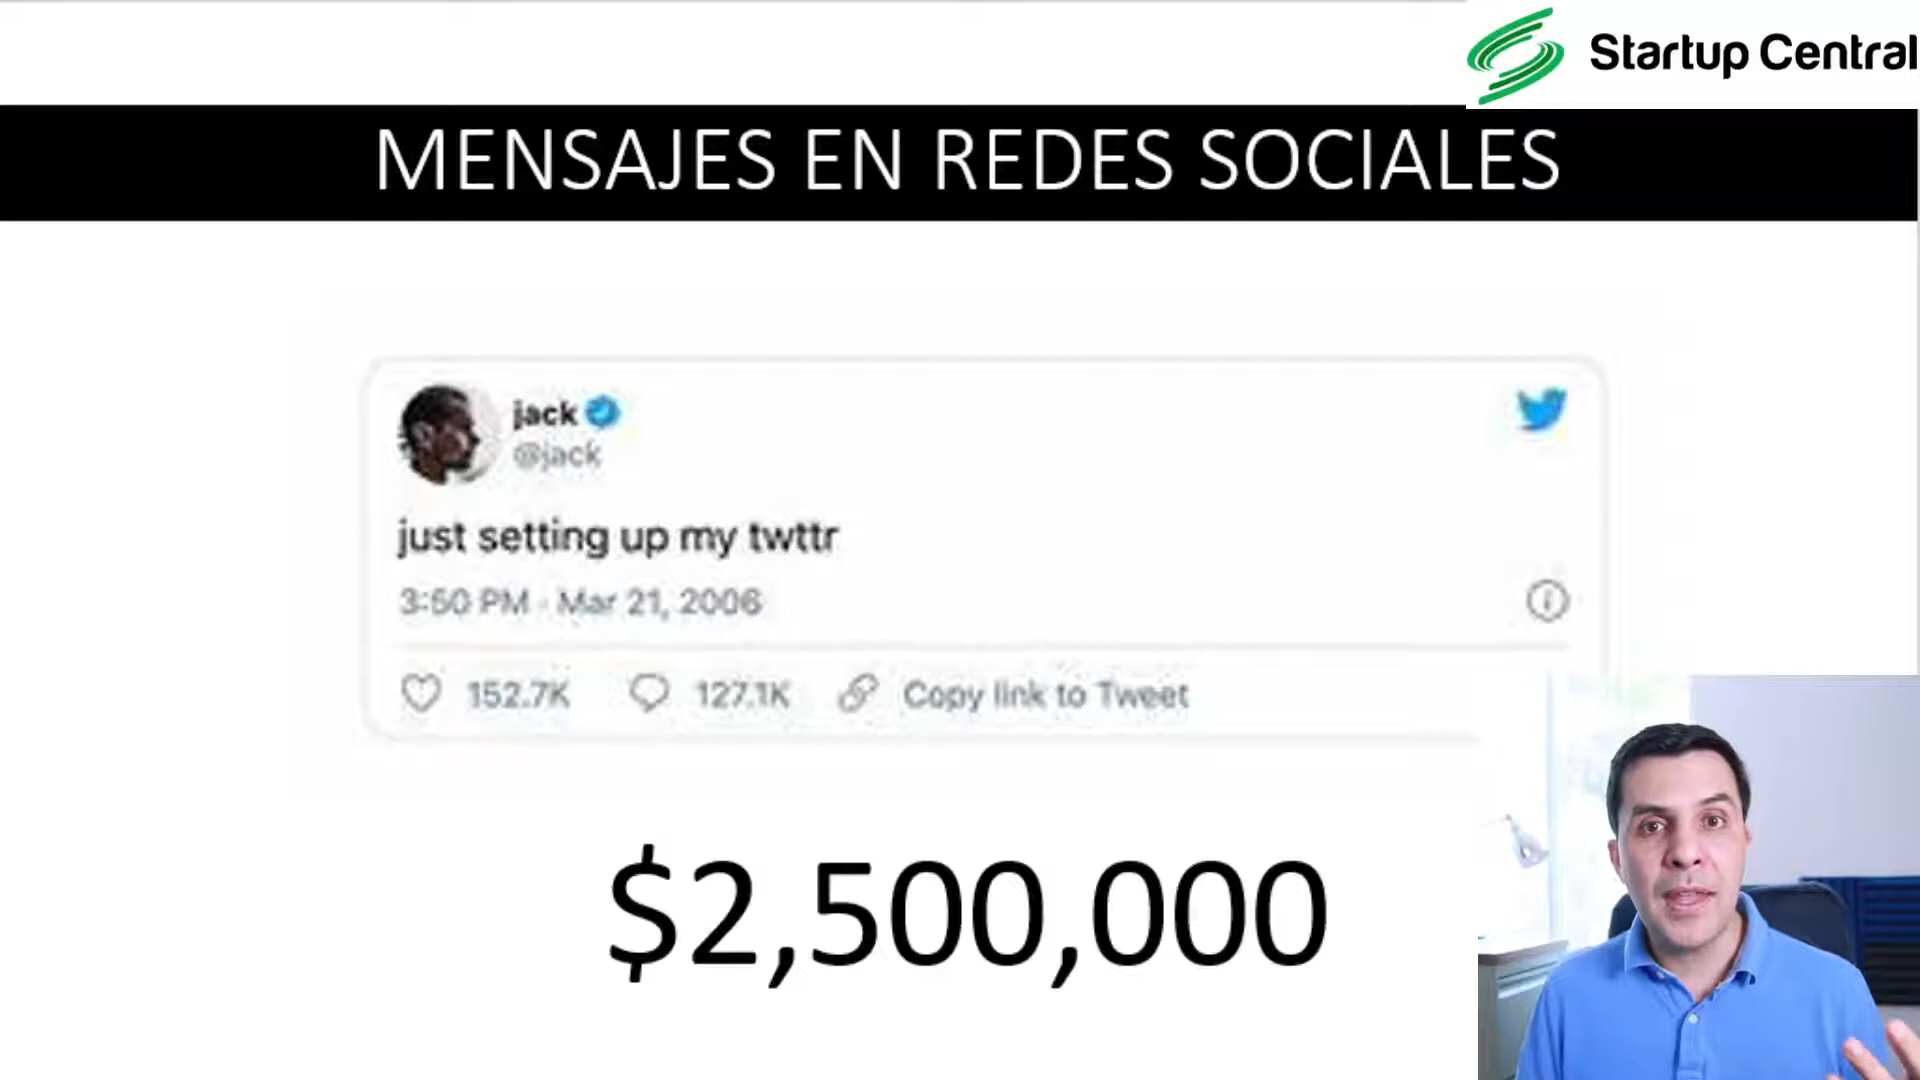 Startup Central
MENSAJES EN REDES SOCIALES
jack
@jack
just setting up my twttr
3:50 PM · Mar 21, 2006
152.7K 127.1K Copy link to Tweet
$2,500,000